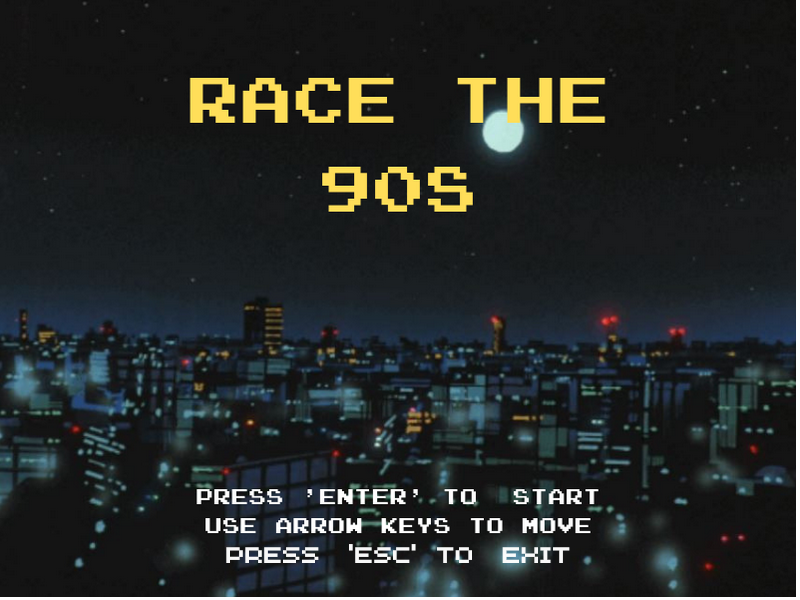 RACE THE
90S
PRESS 'ENTER' TO START
USE ARROW KEYS TO MOVE
PRESS 'ESC' TO EXIT